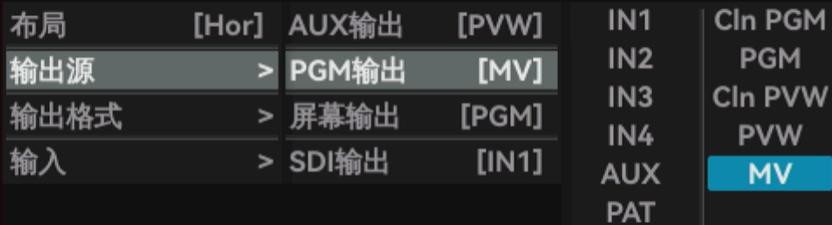 布局 [Hor]
输出源 >
输出格式 >
输入 >
AUX输出 [PVW]
PGM输出 [MV]
屏幕输出 [PGM]
SDI输出 [IN1]
IN1
IN2
IN3
IN4
AUX
PAT
Cln PGM
PGM
Cln PVW
PVW
MV